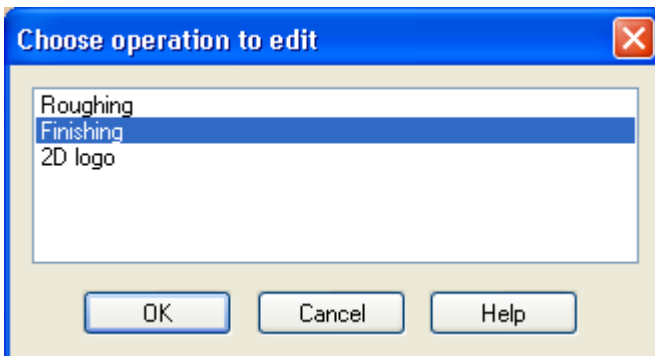 Choose operation to edit
Roughing
Finishing
2D logo
OK Cancel Help